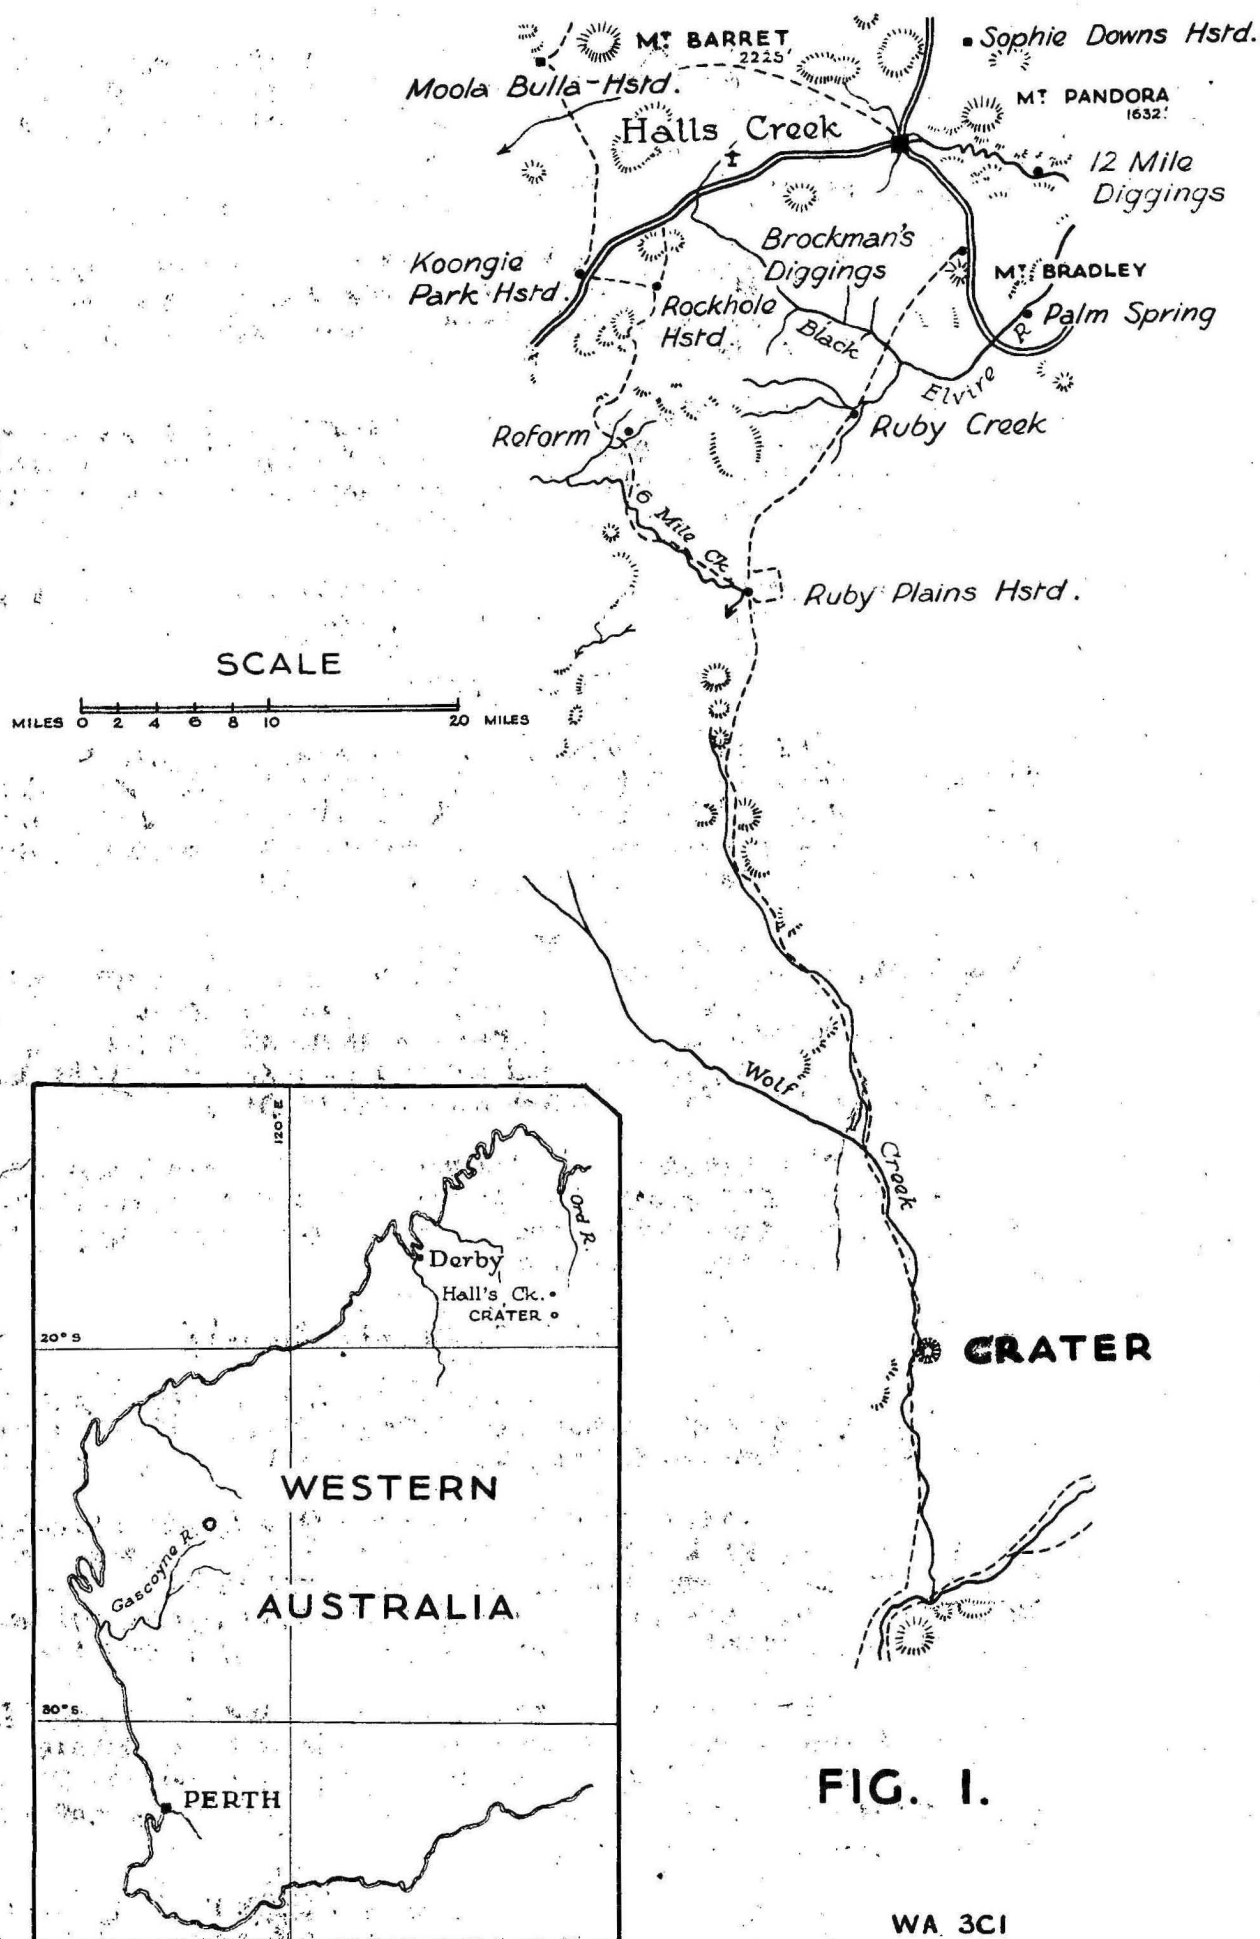 Mᵀ BARRET
2225'
Sophie Downs Hstd.
Moola Bulla Hstd.
Mᵀ PANDORA
1632'
Halls Creek
12 Mile
Diggings
Brockman's
Diggings
Koongie
Park Hstd.
Mᵀ BRADLEY
Rockhole
Hstd.
Palm Spring
Black
Elvire
R
Reform
Ruby Creek
6 Mile Ck.
Ruby Plains Hstd.
SCALE
MILES 0 2 4 6 8 10 20 MILES
Wolf
Creek
CRATER
120° E
Ord R.
Derby
Hall's Ck.
CRATER
20° S
WESTERN
Gascoyne R.
AUSTRALIA
30° S.
PERTH
FIG. 1.
WA 3C1